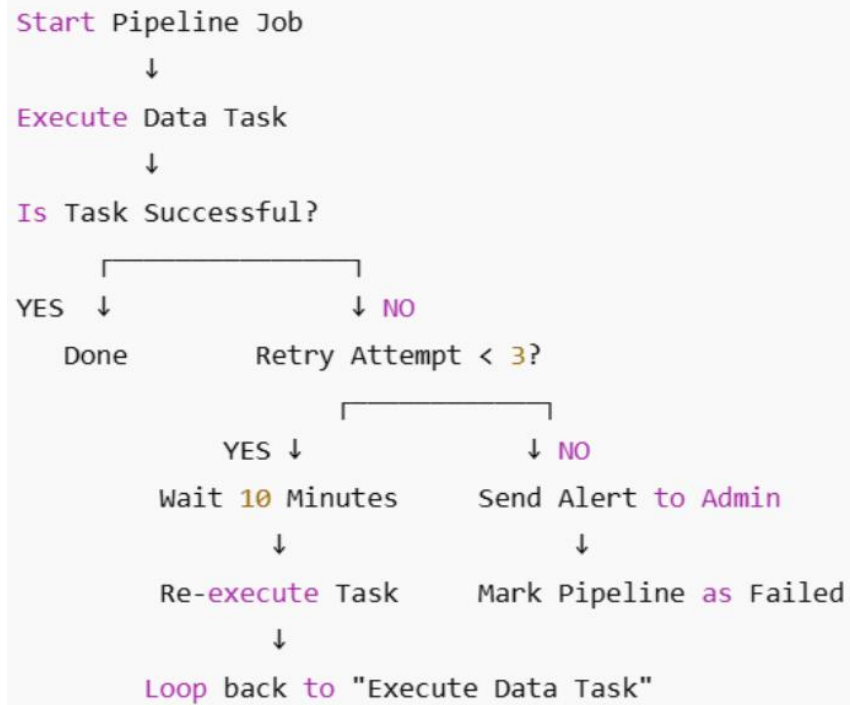 Start Pipeline Job
↓
Execute Data Task
↓
Is Task Successful?
YES ↓ ↓ NO
Done Retry Attempt < 3?
YES ↓ ↓ NO
Wait 10 Minutes Send Alert to Admin
↓ ↓
Re-execute Task Mark Pipeline as Failed
↓
Loop back to "Execute Data Task"